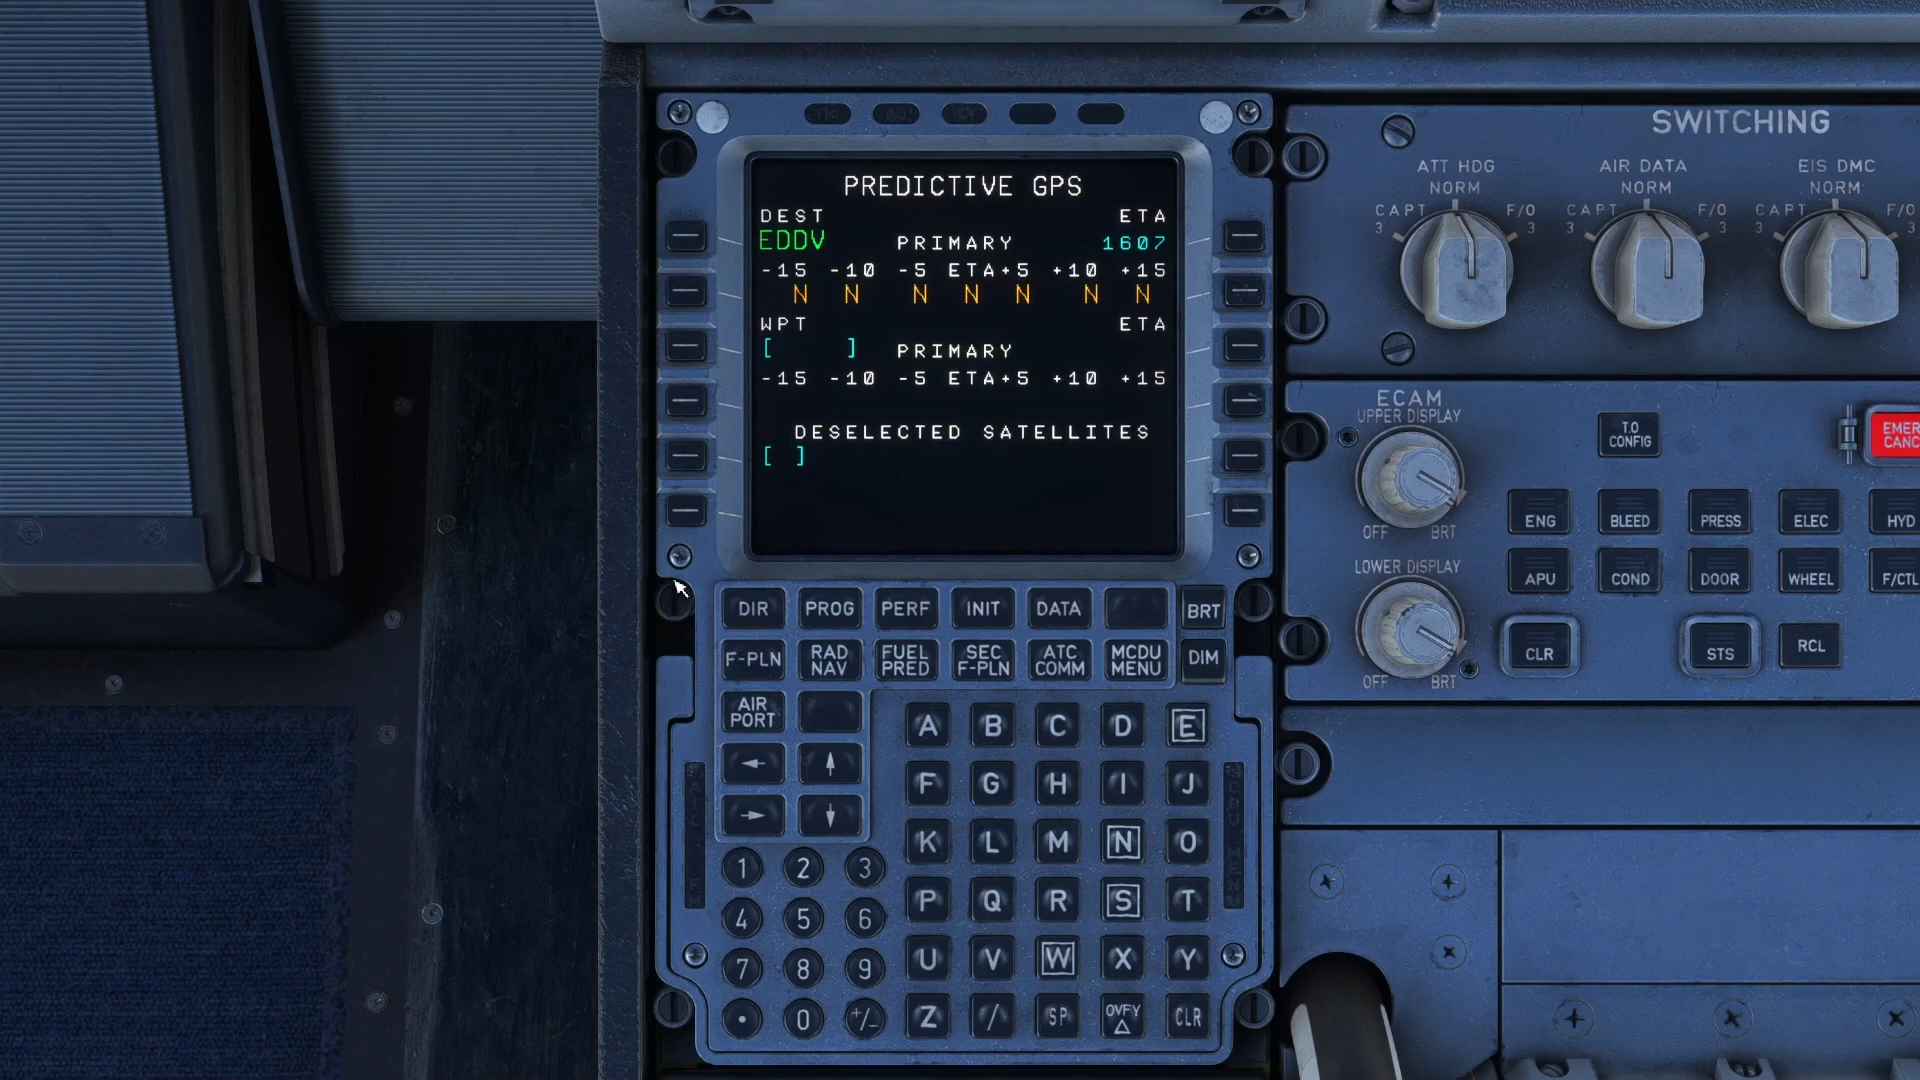 PREDICTIVE GPS
DEST ETA
EDDV PRIMARY 1607
-15 -10 -5 ETA+5 +10 +15
N N N N N N N
WPT ETA
[ ] PRIMARY
-15 -10 -5 ETA+5 +10 +15
DESELECTED SATELLITES
[ ]
DIR PROG PERF INIT DATA BRT
F-PLN RAD NAV FUEL PRED SEC F-PLN ATC COMM MCDU MENU DIM
AIR PORT
← ↑
→ ↓
A B C D E
F G H I J
K L M N O
P Q R S T
U V W X Y
Z / SP OVFY △ CLR
1 2 3
4 5 6
7 8 9
. 0 +/-
SWITCHING
ATT HDG AIR DATA EIS DMC
NORM NORM NORM
CAPT 3 F/O 3 CAPT 3 F/O 3 CAPT 3 F/O 3
ECAM
UPPER DISPLAY
OFF BRT
LOWER DISPLAY
OFF BRT
T.O CONFIG
EMER
CANC
ENG BLEED PRESS ELEC HYD
APU COND DOOR WHEEL F/CTL
CLR STS RCL